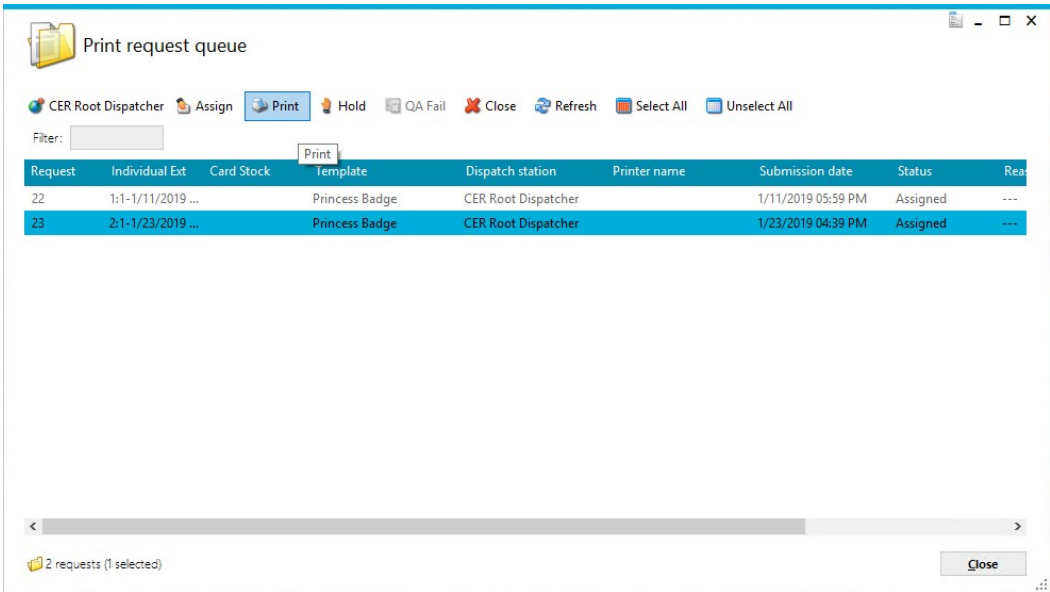 Print request queue
CER Root Dispatcher Assign Print Hold QA Fail Close Refresh Select All Unselect All
Filter:
Print
Request Individual Ext Card Stock Template Dispatch station Printer name Submission date Status Reas
22 1:1-1/11/2019 ... Princess Badge CER Root Dispatcher 1/11/2019 05:59 PM Assigned ---
23 2:1-1/23/2019 ... Princess Badge CER Root Dispatcher 1/23/2019 04:39 PM Assigned ---
2 requests (1 selected) Close